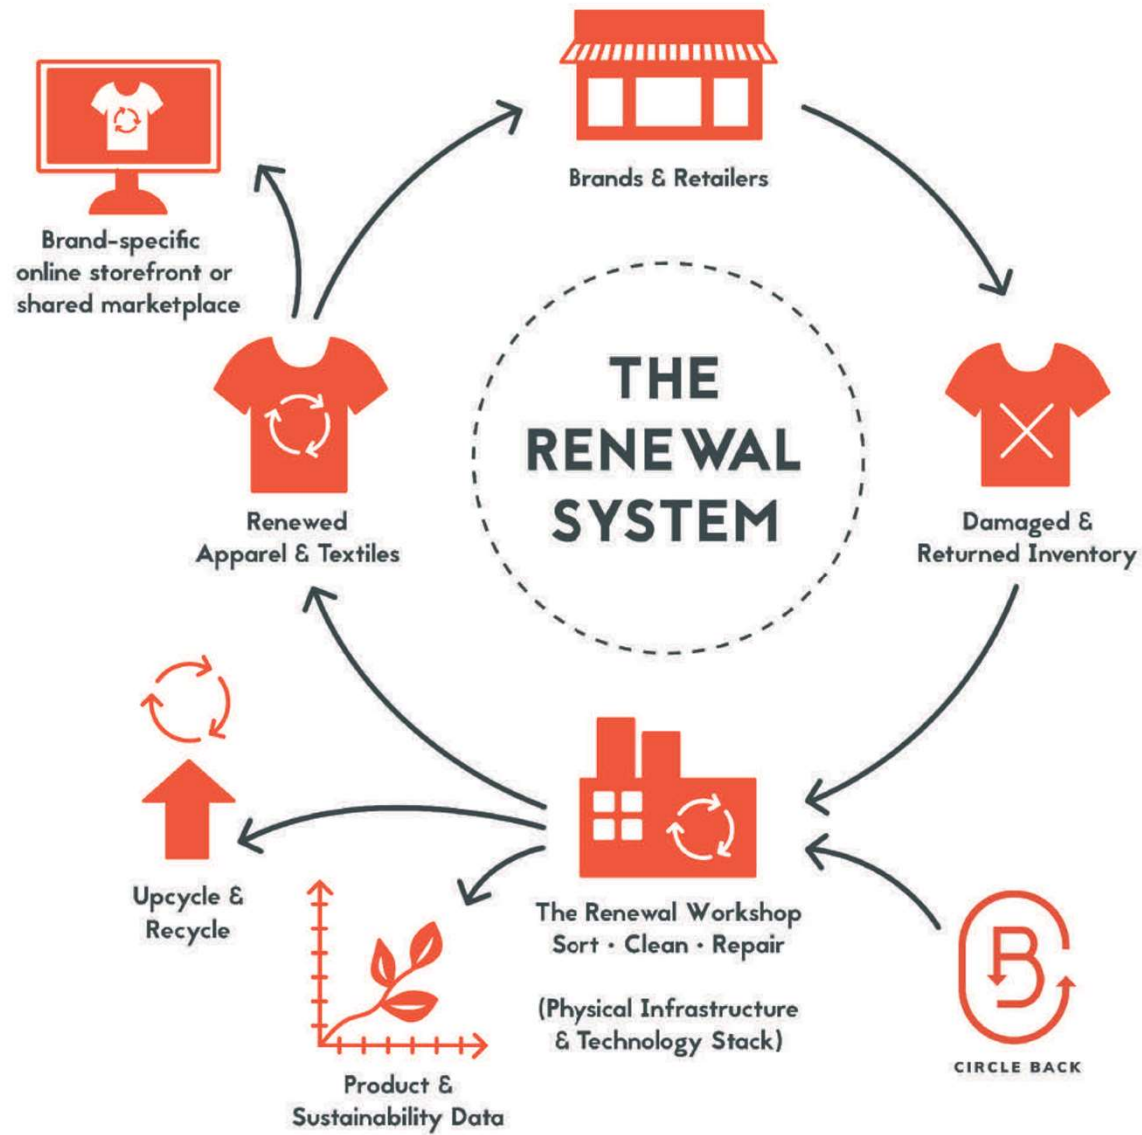 Brands & Retailers
Brand-specific
online storefront or
shared marketplace
THE
RENEWAL
SYSTEM
Renewed
Apparel & Textiles
Damaged &
Returned Inventory
Upcycle &
Recycle
The Renewal Workshop
Sort · Clean · Repair
(Physical Infrastructure
& Technology Stack)
B
CIRCLE BACK
Product &
Sustainability Data